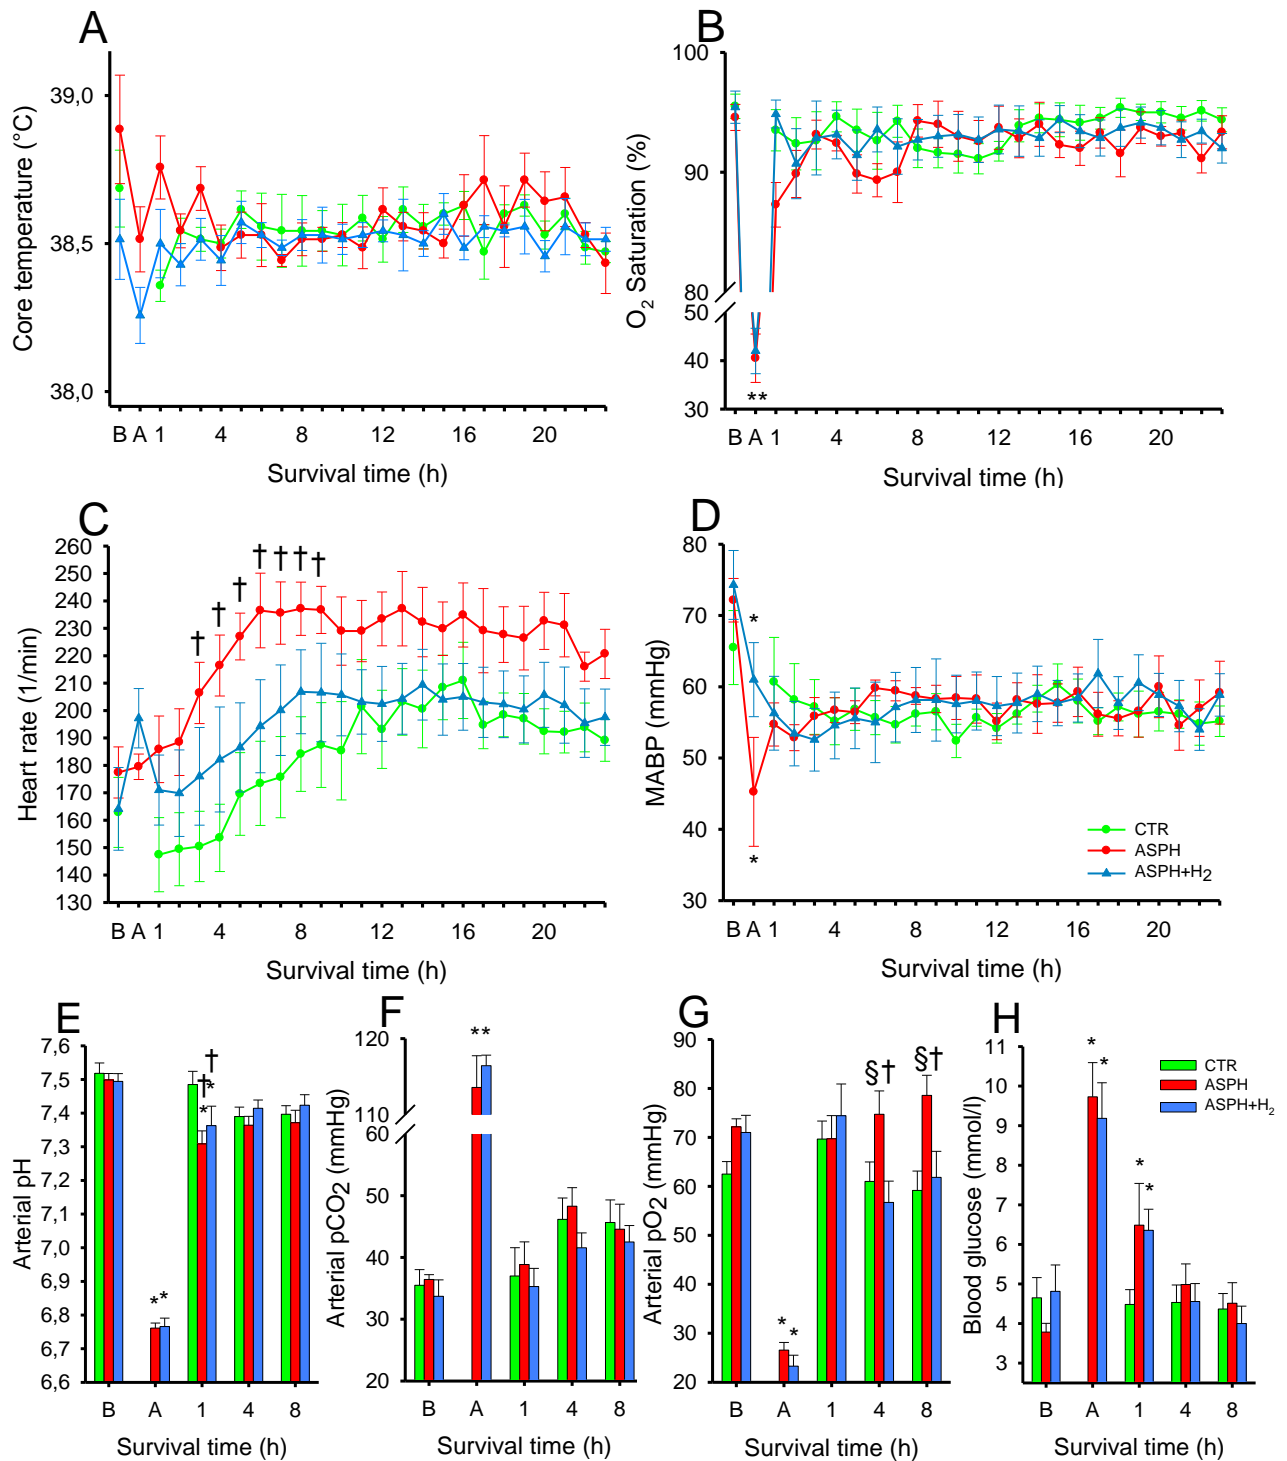 A
Core temperature (°C)
39,0
38,5
38,0
B A 1 4 8 12 16 20
Survival time (h)
B
O2 Saturation (%)
100
90
80
50
40
30
**
B A 1 4 8 12 16 20
Survival time (h)
C
Heart rate (1/min)
260
250
240
230
220
210
200
190
180
170
160
150
140
130
† † † † † † †
B A 1 4 8 12 16 20
Survival time (h)
D
MABP (mmHg)
80
70
60
50
40
30
*
*
CTR
ASPH
ASPH+H2
B A 1 4 8 12 16 20
Survival time (h)
E
Arterial pH
7,6
7,5
7,4
7,3
7,2
7,1
7,0
6,9
6,8
6,7
6,6
* *
†
*
†
*
B A 1 4 8
Survival time (h)
F
Arterial pCO2 (mmHg)
120
110
60
50
40
30
20
**
B A 1 4 8
Survival time (h)
G
Arterial pO2 (mmHg)
90
80
70
60
50
40
30
20
* *
§† §†
B A 1 4 8
Survival time (h)
H
Blood glucose (mmol/l)
11
10
9
8
7
6
5
4
3
* *
* *
CTR
ASPH
ASPH+H2
B A 1 4 8
Survival time (h)